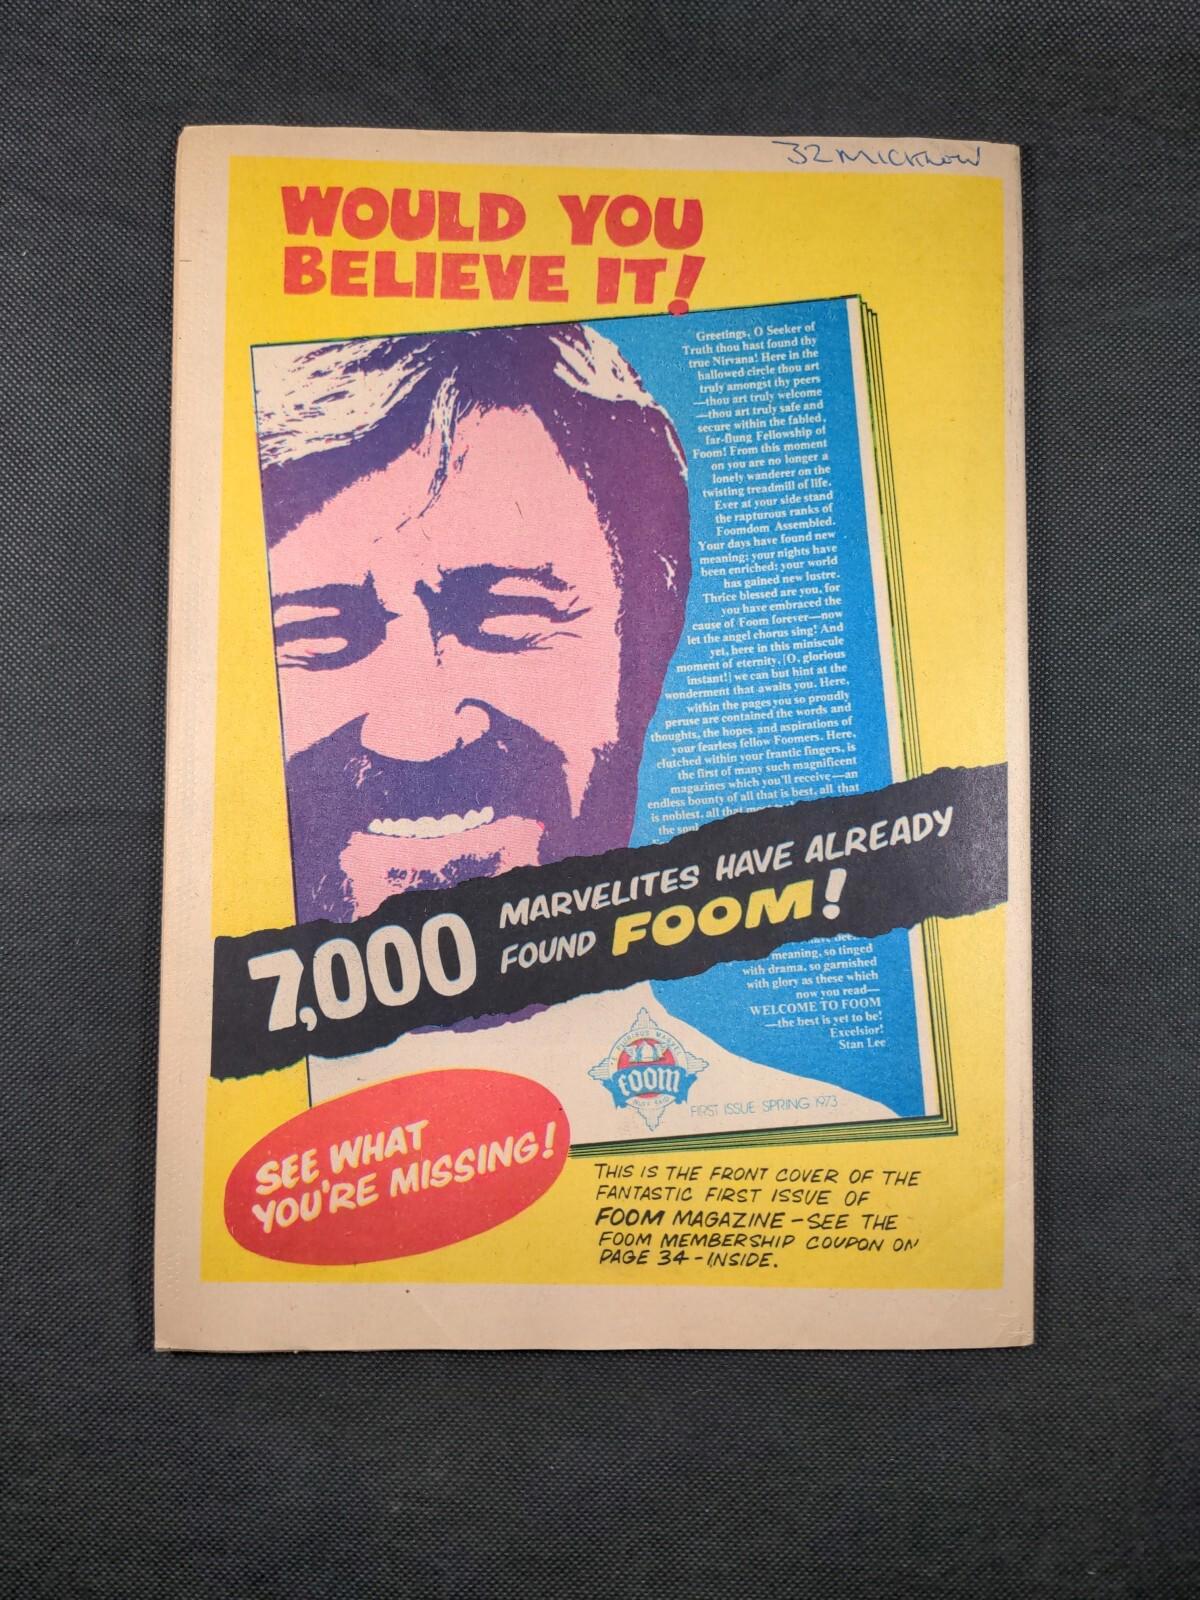 WOULD YOU
BELIEVE IT!
Greetings, O Seeker of
Truth thou hast found thy
true Nirvana! Here in the
hallowed circle thou art
truly amongst thy peers
—thou art truly welcome
—thou art truly safe and
secure within the fabled,
far-flung Fellowship of
Foom! From this moment
on you are no longer a
lonely wanderer on the
twisting treadmill of life.
Ever at your side stand
the rapturous ranks of
Foomdom Assembled.
Your days have found new
meaning; your nights have
been enriched; your world
has gained new lustre.
Thrice blessed are you, for
you have embraced the
cause of Foom forever—now
let the angel chorus sing! And
yet, here in this miniscule
moment of eternity, [O, glorious
instant!] we can but hint at the
wonderment that awaits you. Here,
within the pages you so proudly
peruse are contained the words and
thoughts, the hopes and aspirations of
your fearless fellow Foomers. Here,
clutched within your frantic fingers, is
the first of many such magnificent
magazines which you'll receive—an
endless bounty of all that is best, all that
is noblest, all that
the
7,000 MARVELITES HAVE ALREADY
FOUND FOOM!
meaning, so tinged
with drama, so garnished
with glory as these which
now you read—
WELCOME TO FOOM
—the best is yet to be!
Excelsior!
Stan Lee
FOOM
FIRST ISSUE SPRING 1973
SEE WHAT
YOU'RE MISSING!
THIS IS THE FRONT COVER OF THE
FANTASTIC FIRST ISSUE OF
FOOM MAGAZINE - SEE THE
FOOM MEMBERSHIP COUPON ON
PAGE 34 - INSIDE.